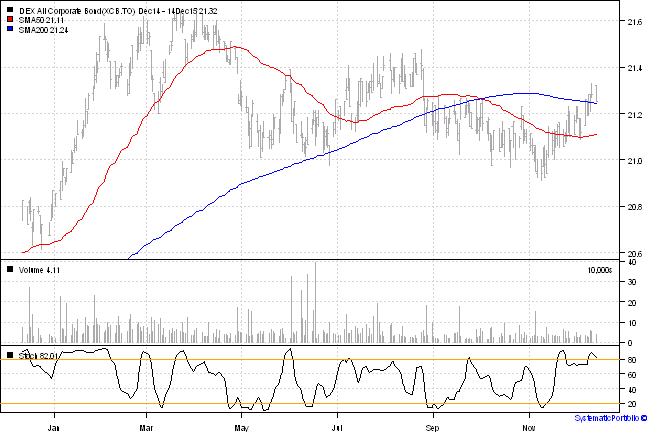 DEX All Corporate Bond(XCB.TO) Dec14 - 14Dec15 21.32
SMA50 21.11
SMA200 21.24
21.6
21.4
21.2
21.0
20.8
20.6
Volume 4.11
10,000s
40
30
20
10
0
Stoch 82.01
80
60
40
20
Jan Mar May Jul Sep Nov
SystematicPortfolio ©